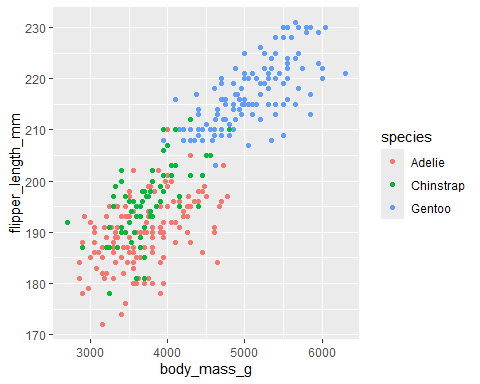 flipper_length_mm
230
220
210
200
190
180
170
3000
4000
5000
6000
body_mass_g
species
Adelie
Chinstrap
Gentoo